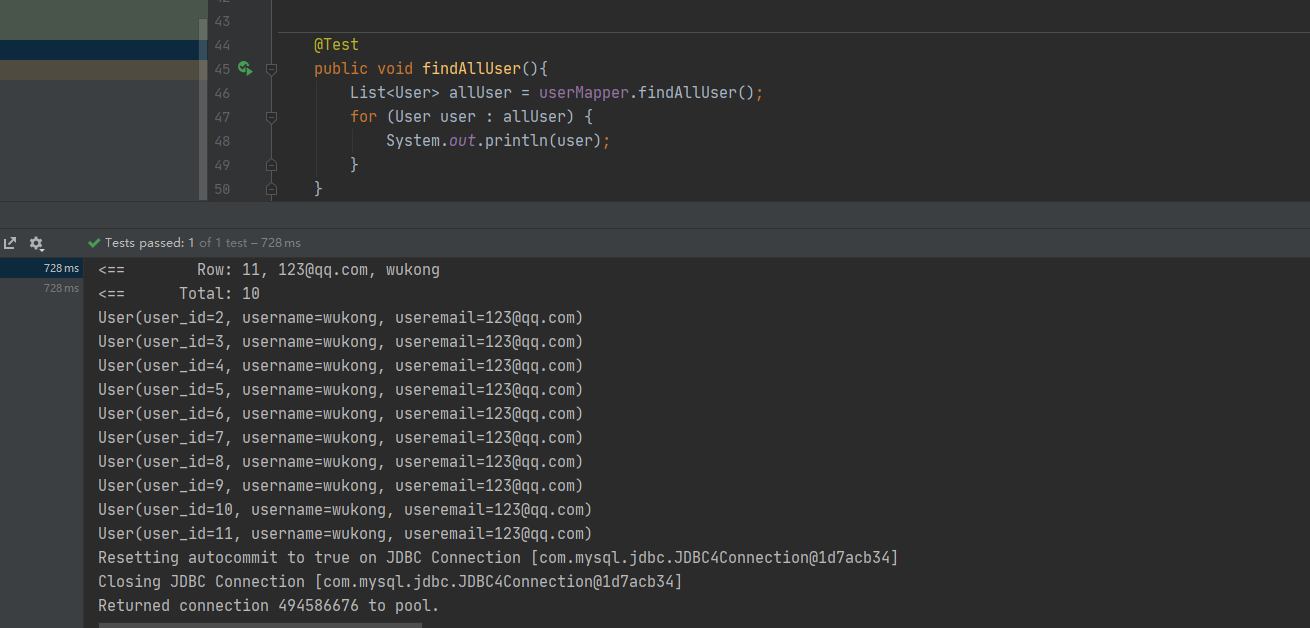 43
44 @Test
45 public void findAllUser(){
46 List<User> allUser = userMapper.findAllUser();
47 for (User user : allUser) {
48 System.out.println(user);
49 }
50 }
Tests passed: 1 of 1 test – 728 ms
728 ms <== Row: 11, 123@qq.com, wukong
728 ms <== Total: 10
User(user_id=2, username=wukong, useremail=123@qq.com)
User(user_id=3, username=wukong, useremail=123@qq.com)
User(user_id=4, username=wukong, useremail=123@qq.com)
User(user_id=5, username=wukong, useremail=123@qq.com)
User(user_id=6, username=wukong, useremail=123@qq.com)
User(user_id=7, username=wukong, useremail=123@qq.com)
User(user_id=8, username=wukong, useremail=123@qq.com)
User(user_id=9, username=wukong, useremail=123@qq.com)
User(user_id=10, username=wukong, useremail=123@qq.com)
User(user_id=11, username=wukong, useremail=123@qq.com)
Resetting autocommit to true on JDBC Connection [com.mysql.jdbc.JDBC4Connection@1d7acb34]
Closing JDBC Connection [com.mysql.jdbc.JDBC4Connection@1d7acb34]
Returned connection 494586676 to pool.